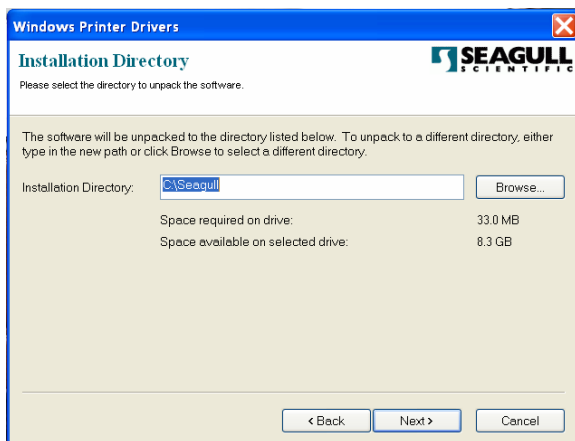 Windows Printer Drivers
Installation Directory
SEAGULL
SCIENTIFIC
Please select the directory to unpack the software.
The software will be unpacked to the directory listed below. To unpack to a different directory, either
type in the new path or click Browse to select a different directory.
Installation Directory: C:\Seagull Browse...
Space required on drive: 33.0 MB
Space available on selected drive: 8.3 GB
< Back Next > Cancel